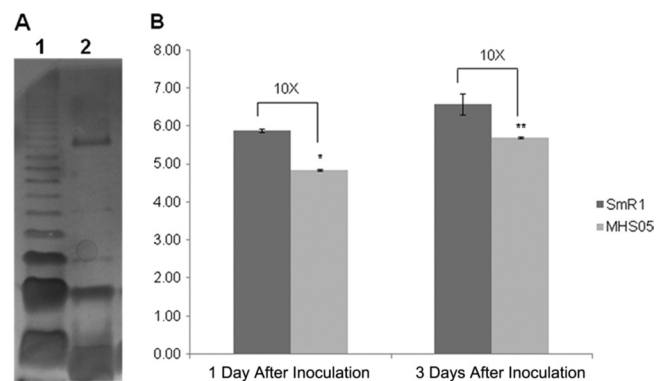 A
B
1 2
8.00
7.00
6.00
5.00
4.00
3.00
2.00
1.00
0.00
10X
*
10X
**
1 Day After Inoculation
3 Days After Inoculation
SmR1
MHS05